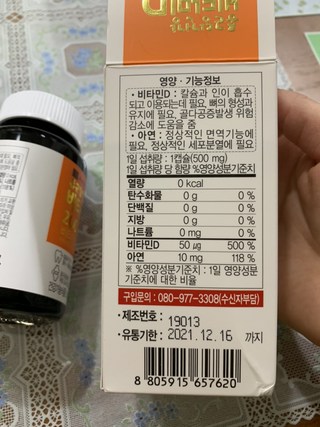 영양 · 기능정보
· 비타민D : 칼슘과 인이 흡수
되고 이용되는데 필요, 뼈의 형성과
유지에 필요, 골다공증발생 위험
감소에 도움을 줌
· 아연 : 정상적인 면역기능에
필요, 정상적인 세포분열에 필요
1일 섭취량 : 1캡슐(500 mg)
1일 섭취량 당 함량 %영양성분기준치
열량 0 kcal
탄수화물 0 g 0 %
단백질 0 g 0 %
지방 0 g 0 %
나트륨 0 mg 0 %
비타민D 50 ㎍ 500 %
아연 10 mg 118 %
※ %영양성분기준치 : 1일 영양성분
기준치에 대한 비율
구입문의 : 080-977-3308(수신자부담)
· 제조번호 : 19013
· 유통기한 : 2021.12.16 까지
8 805915 657620